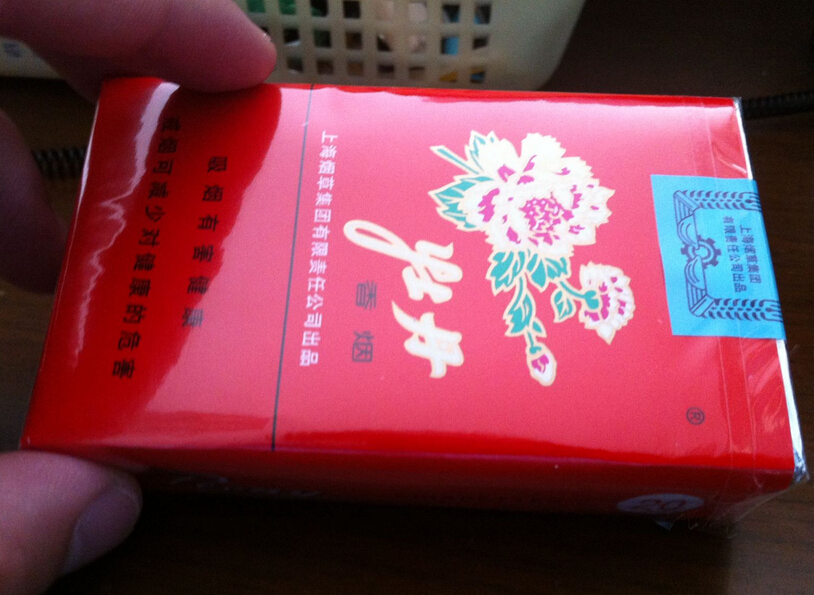 牡丹
香烟
上海烟草集团有限责任公司出品
吸烟有害健康
戒烟可减少对健康的危害
上海烟草集团
有限责任公司出品
®
20